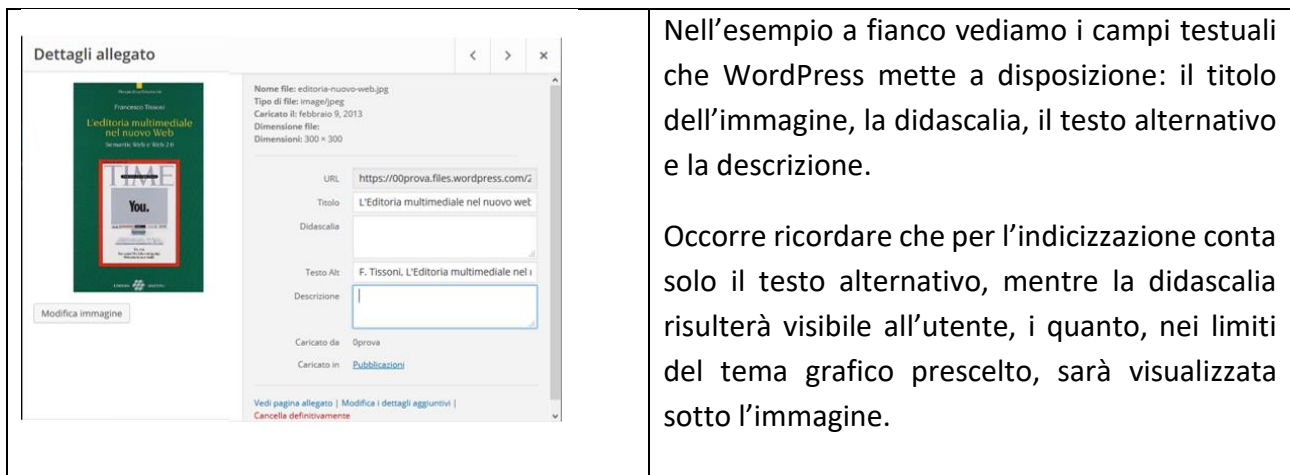 Dettagli allegato
Francesco Tissoni
L'editoria multimediale
nel nuovo Web
Semantic Web e Web 2.0
TIME
You.
Modifica immagine
Nome file: editoria-nuovo-web.jpg
Tipo di file: image/jpeg
Caricato il: febbraio 9, 2013
Dimensione file:
Dimensioni: 300 × 300
URL https://00prova.files.wordpress.com/2
Titolo L'Editoria multimediale nel nuovo web
Didascalia
Testo Alt F. Tissoni, L'Editoria multimediale nel
Descrizione
Caricato da 0prova
Caricato in Pubblicazioni
Vedi pagina allegato | Modifica i dettagli aggiuntivi |
Cancella definitivamente
Nell'esempio a fianco vediamo i campi testuali
che WordPress mette a disposizione: il titolo
dell'immagine, la didascalia, il testo alternativo
e la descrizione.
Occorre ricordare che per l'indicizzazione conta
solo il testo alternativo, mentre la didascalia
risulterà visibile all'utente, i quanto, nei limiti
del tema grafico prescelto, sarà visualizzata
sotto l'immagine.